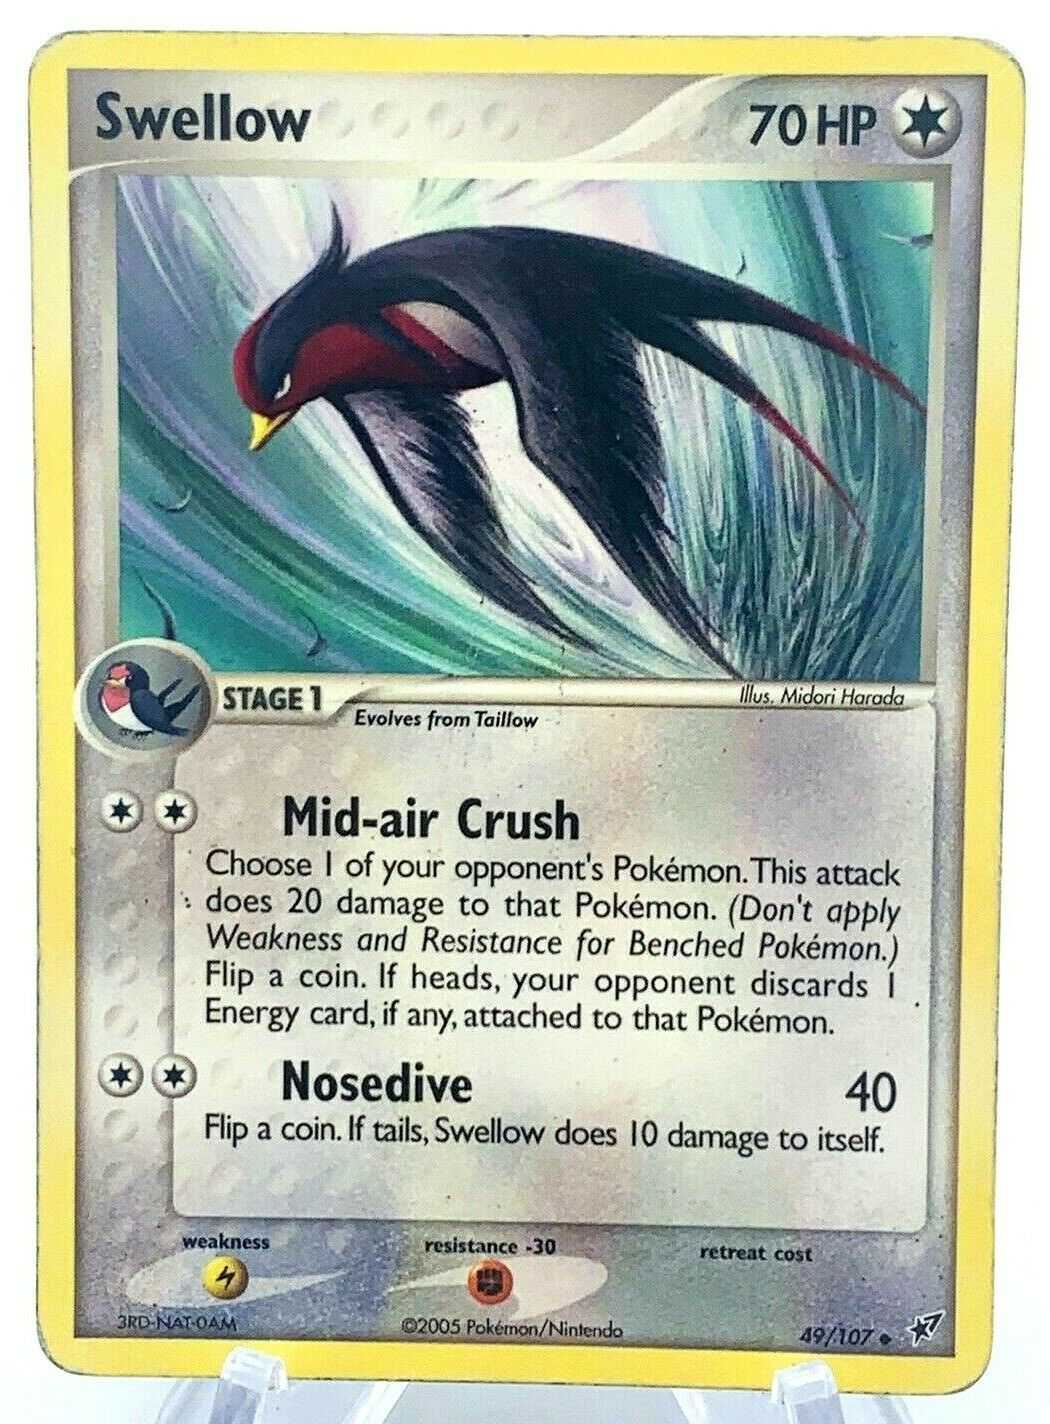 Swellow 70 HP
Illus. Midori Harada
STAGE 1
Evolves from Taillow
Mid-air Crush
Choose 1 of your opponent's Pokémon. This attack
does 20 damage to that Pokémon. (Don't apply
Weakness and Resistance for Benched Pokémon.)
Flip a coin. If heads, your opponent discards 1
Energy card, if any, attached to that Pokémon.
Nosedive 40
Flip a coin. If tails, Swellow does 10 damage to itself.
weakness resistance -30 retreat cost
3RD-NAT-0AM ©2005 Pokémon/Nintendo 49/107